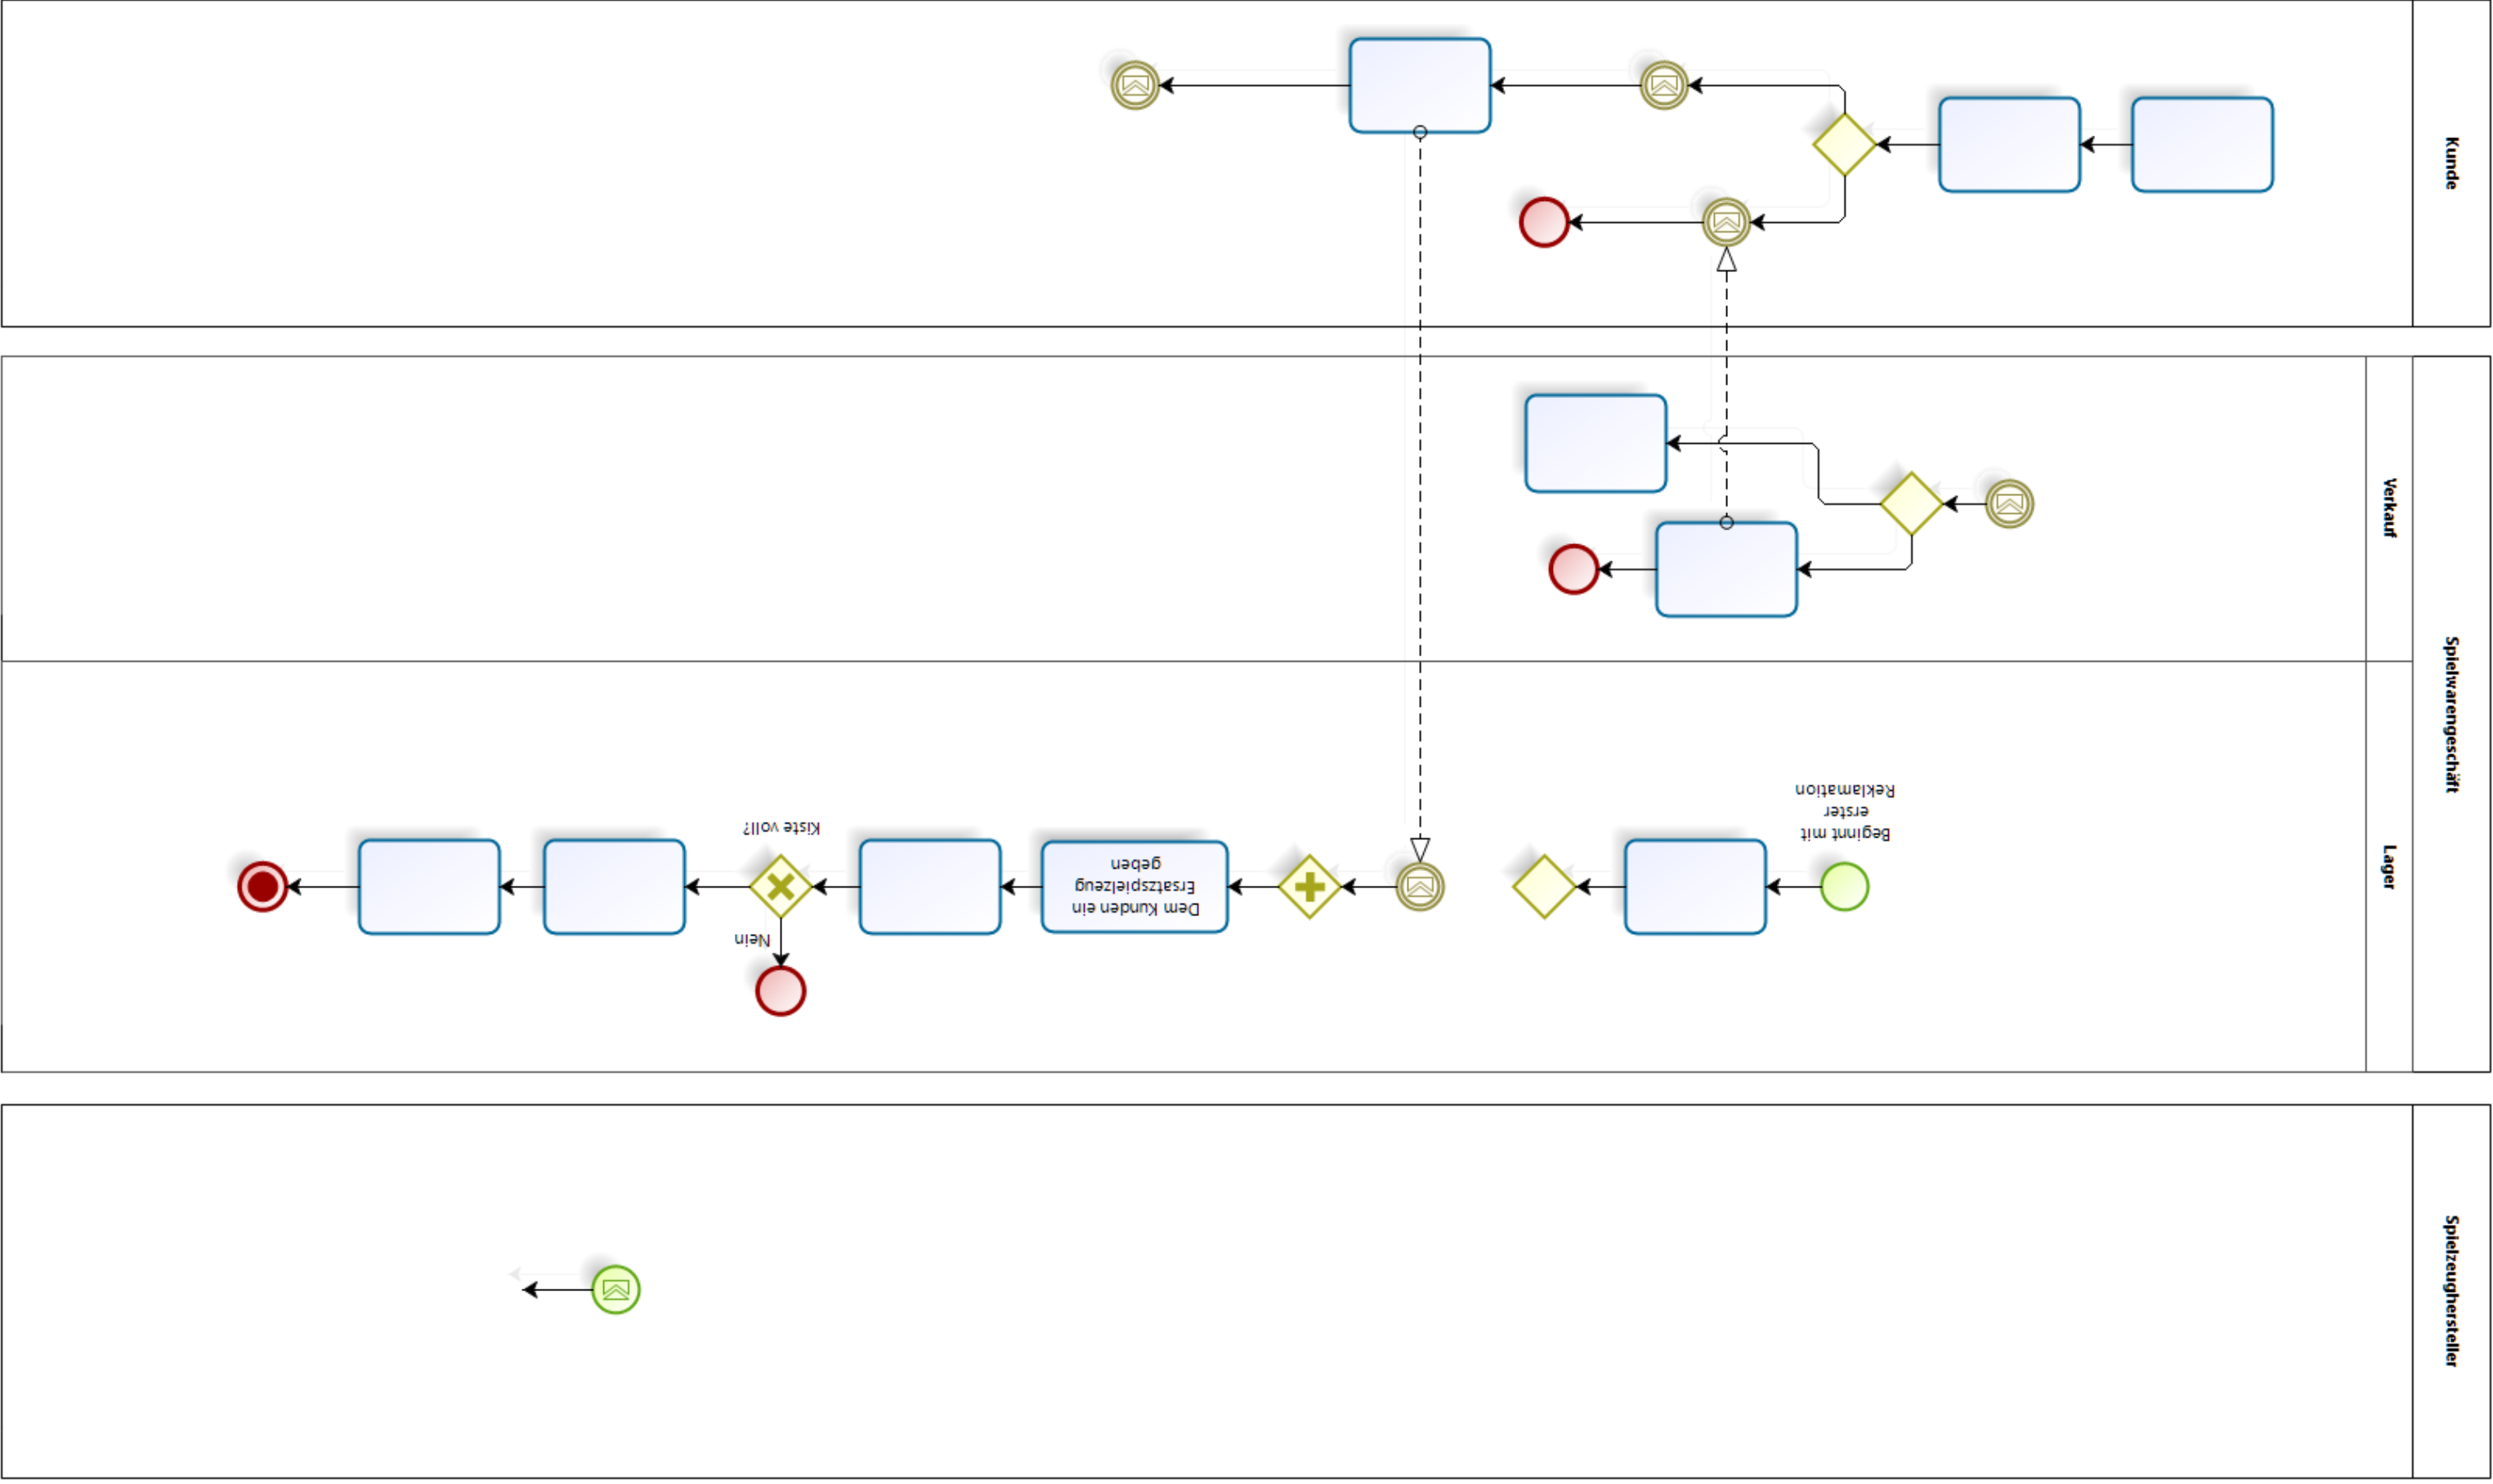 Spielzeughersteller
Spielwarengeschäft
Lager
Beginnt mit
erster
Reklamation
Dem Kunden ein
Ersatzspielzeug
geben
Nein
Kiste voll?
Verkauf
Kunde